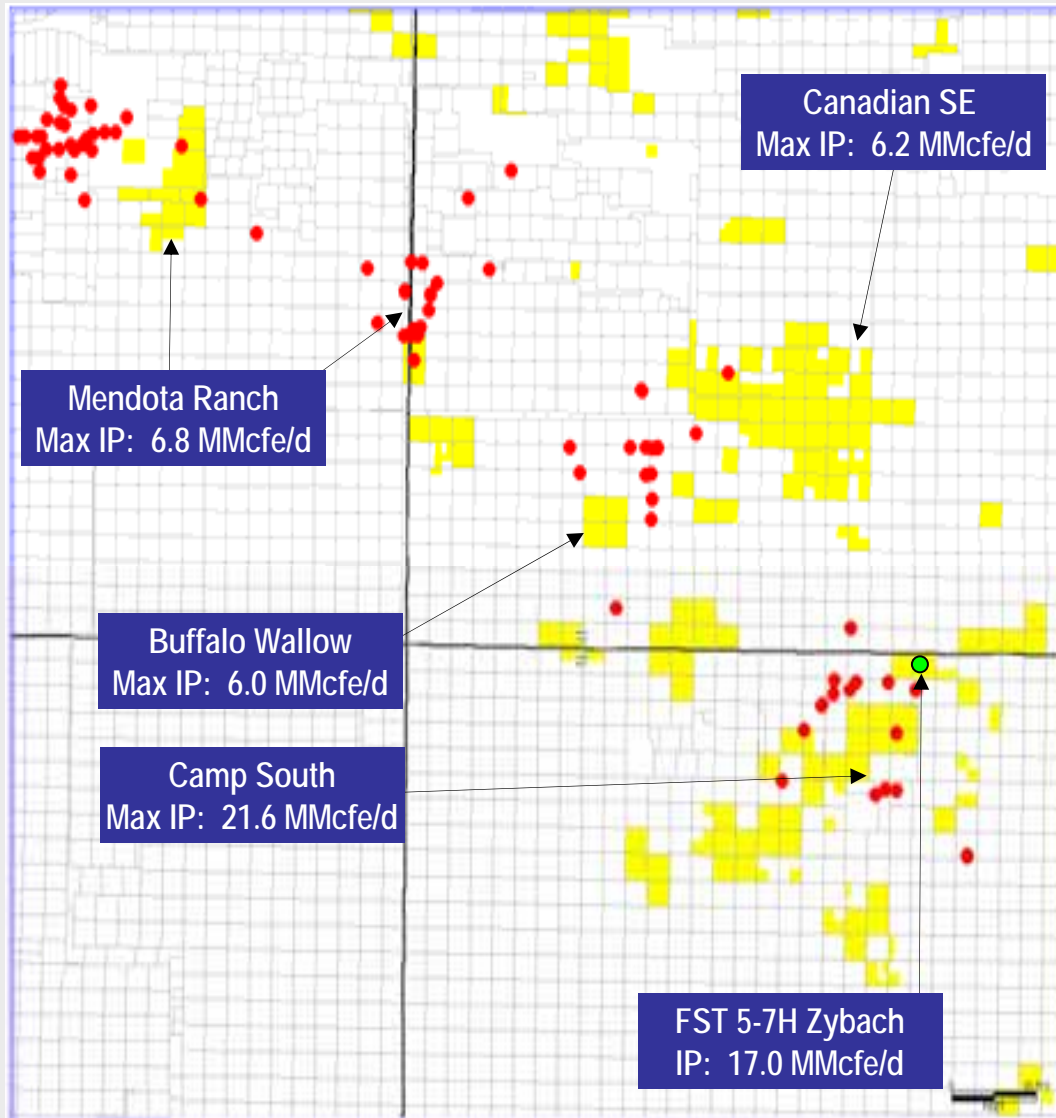 Canadian SE
Max IP: 6.2 MMcfe/d
Mendota Ranch
Max IP: 6.8 MMcfe/d
Buffalo Wallow
Max IP: 6.0 MMcfe/d
Camp South
Max IP: 21.6 MMcfe/d
FST 5-7H Zybach
IP: 17.0 MMcfe/d